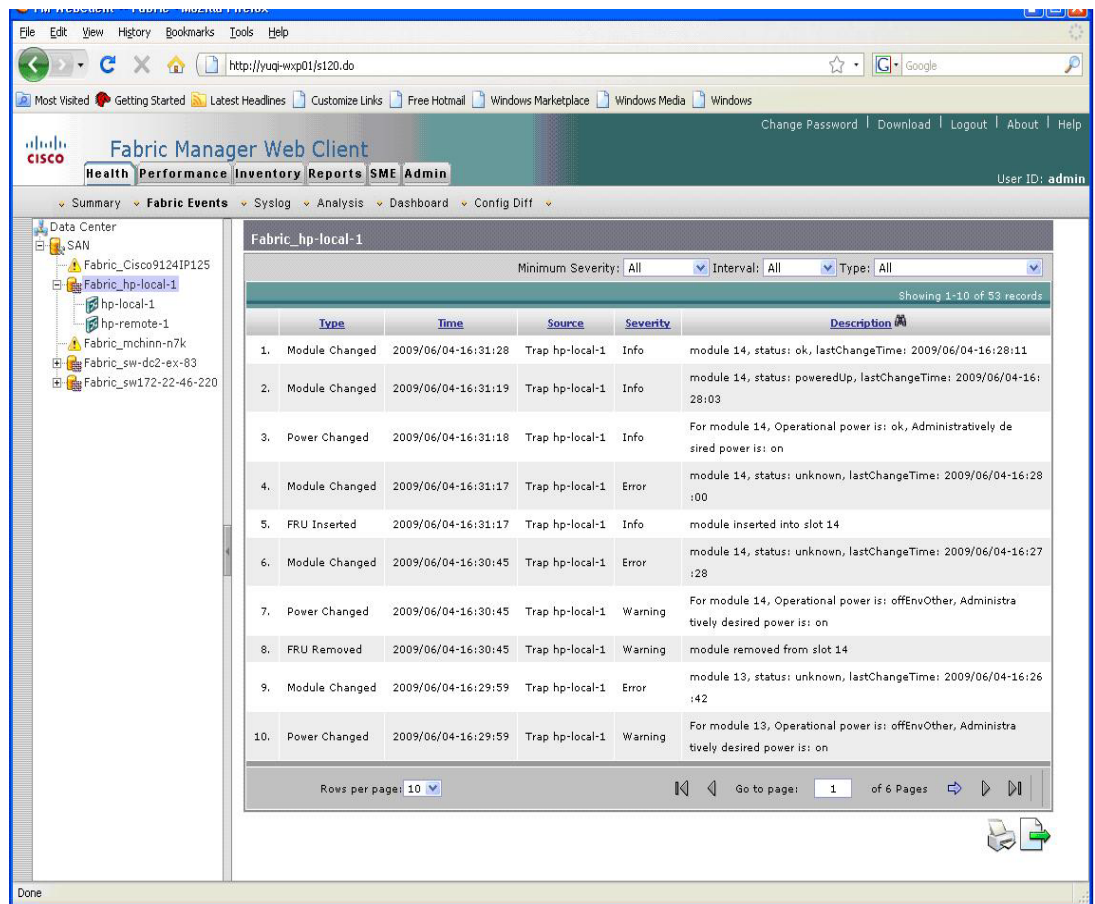 FM WebClient - Fabric - Mozilla Firefox
File Edit View History Bookmarks Tools Help
http://yuqi-wxp01/s120.do
G Google
Most Visited Getting Started Latest Headlines Customize Links Free Hotmail Windows Marketplace Windows Media Windows
Change Password | Download | Logout | About | Help
CISCO
Fabric Manager Web Client
Health Performance Inventory Reports SME Admin
User ID: admin
Summary Fabric Events Syslog Analysis Dashboard Config Diff
Data Center
SAN
Fabric_Cisco9124IP125
Fabric_hp-local-1
hp-local-1
hp-remote-1
Fabric_mchinn-n7k
Fabric_sw-dc2-ex-83
Fabric_sw172-22-46-220
Fabric_hp-local-1
Minimum Severity: All Interval: All Type: All
Showing 1-10 of 53 records
Type Time Source Severity Description
1. Module Changed 2009/06/04-16:31:28 Trap hp-local-1 Info module 14, status: ok, lastChangeTime: 2009/06/04-16:28:11
2. Module Changed 2009/06/04-16:31:19 Trap hp-local-1 Info module 14, status: poweredUp, lastChangeTime: 2009/06/04-16:
28:03
3. Power Changed 2009/06/04-16:31:18 Trap hp-local-1 Info For module 14, Operational power is: ok, Administratively de
sired power is: on
4. Module Changed 2009/06/04-16:31:17 Trap hp-local-1 Error module 14, status: unknown, lastChangeTime: 2009/06/04-16:28
:00
5. FRU Inserted 2009/06/04-16:31:17 Trap hp-local-1 Info module inserted into slot 14
6. Module Changed 2009/06/04-16:30:45 Trap hp-local-1 Error module 14, status: unknown, lastChangeTime: 2009/06/04-16:27
:28
7. Power Changed 2009/06/04-16:30:45 Trap hp-local-1 Warning For module 14, Operational power is: offEnvOther, Administra
tively desired power is: on
8. FRU Removed 2009/06/04-16:30:45 Trap hp-local-1 Warning module removed from slot 14
9. Module Changed 2009/06/04-16:29:59 Trap hp-local-1 Error module 13, status: unknown, lastChangeTime: 2009/06/04-16:26
:42
10. Power Changed 2009/06/04-16:29:59 Trap hp-local-1 Warning For module 13, Operational power is: offEnvOther, Administra
tively desired power is: on
Rows per page: 10 Go to page: 1 of 6 Pages
Done